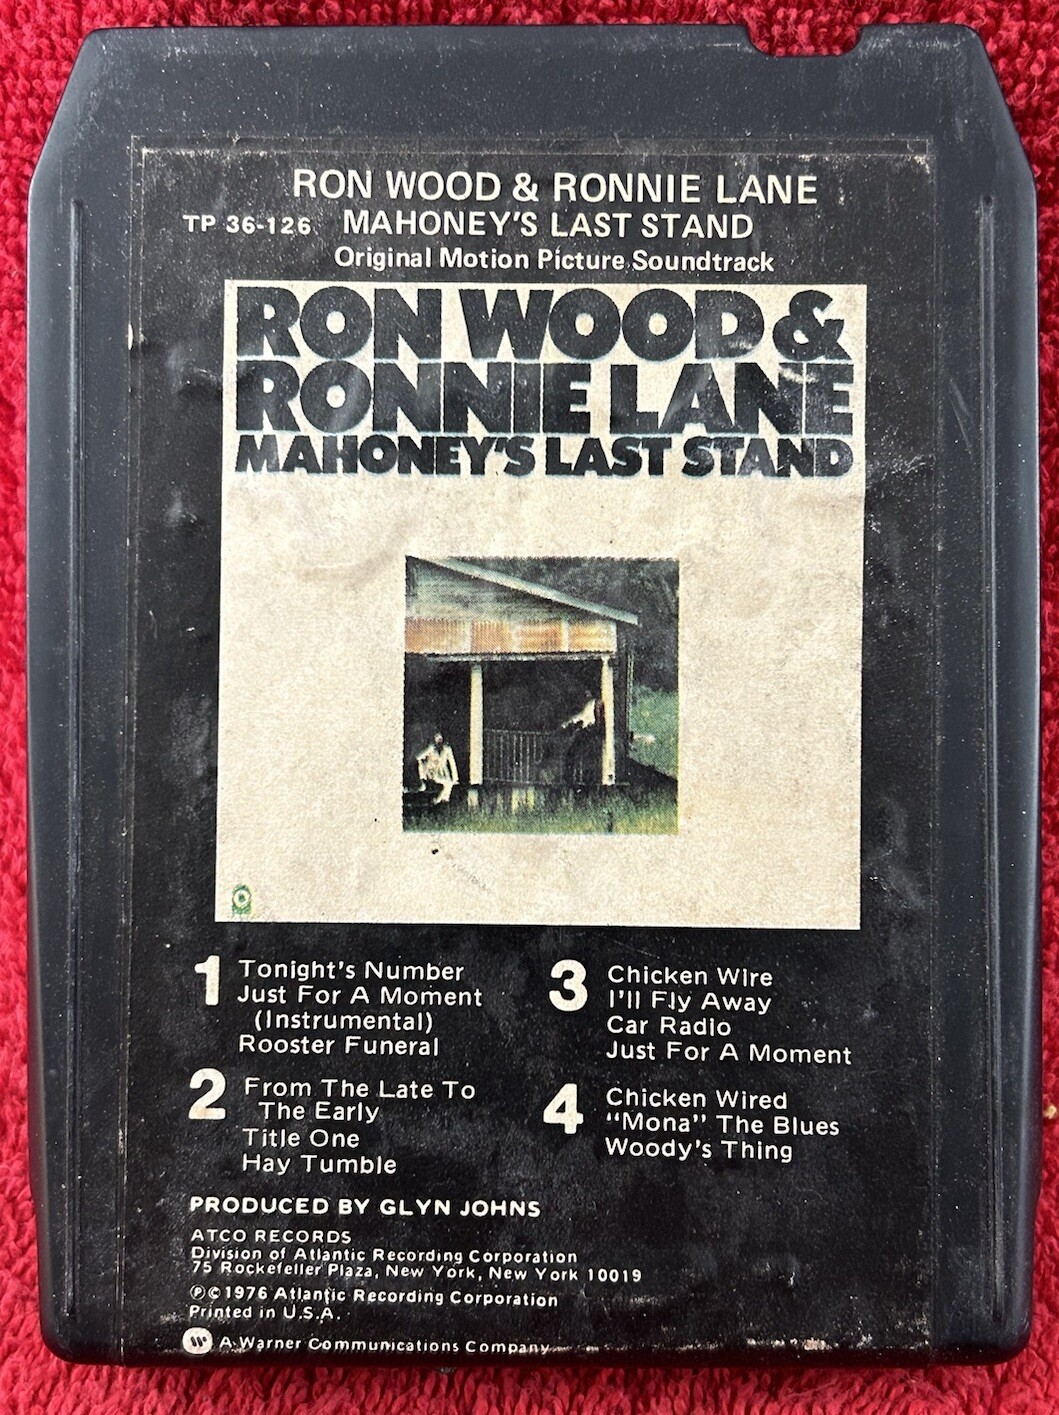 RON WOOD & RONNIE LANE
TP 36-126 MAHONEY'S LAST STAND
Original Motion Picture Soundtrack
RON WOOD &
RONNIE LANE
MAHONEY'S LAST STAND
1 Tonight's Number
Just For A Moment
(Instrumental)
Rooster Funeral
2 From The Late To
The Early
Title One
Hay Tumble
3 Chicken Wire
I'll Fly Away
Car Radio
Just For A Moment
4 Chicken Wired
"Mona" The Blues
Woody's Thing
PRODUCED BY GLYN JOHNS
ATCO RECORDS
Division of Atlantic Recording Corporation
75 Rockefeller Plaza, New York, New York 10019
℗©1976 Atlantic Recording Corporation
Printed in U.S.A.
A Warner Communications Company